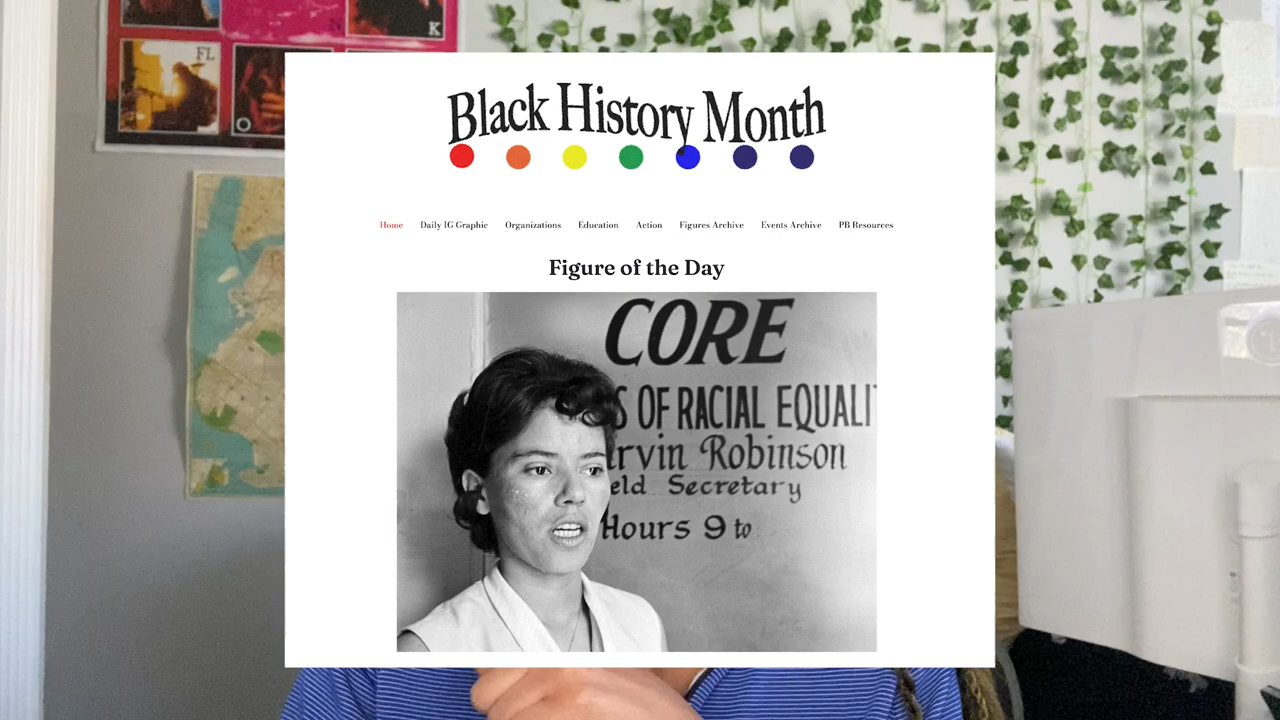 FL
K
O
Black History Month
Home Daily IG Graphic Organizations Education Action Figures Archive Events Archive PB Resources
Figure of the Day
CORE
S OF RACIAL EQUALI
rvin Robinson
eld Secretary
Hours 9 to